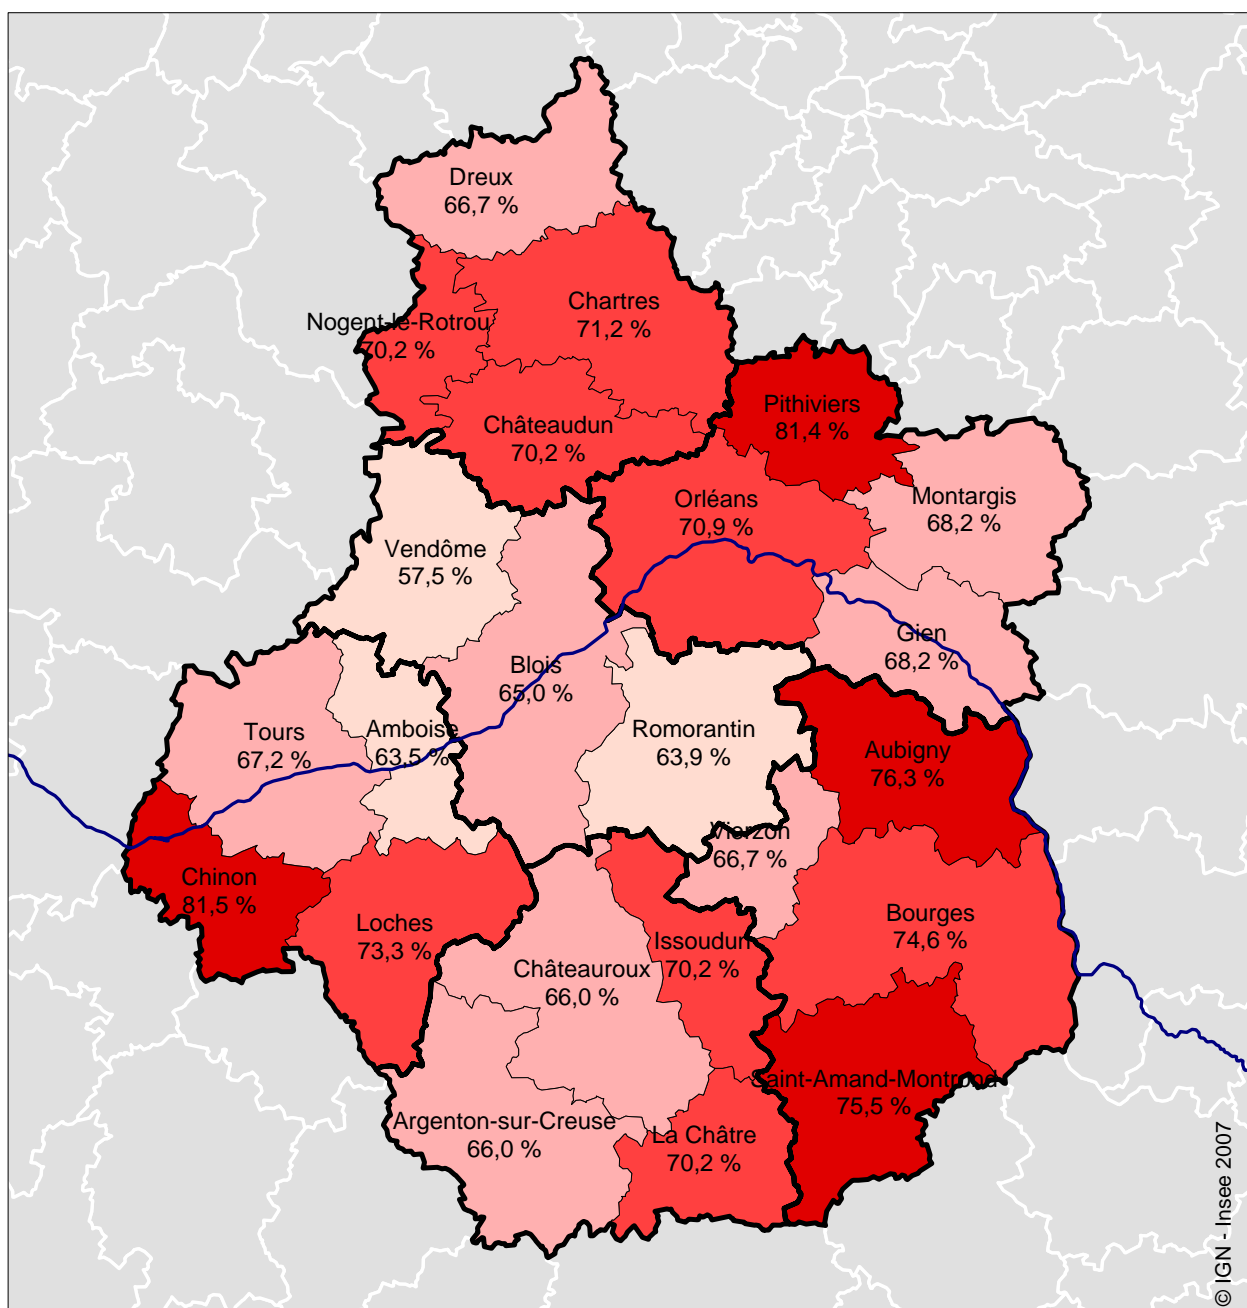 Dreux
66,7 %
Chartres
71,2 %
Nogent-le-Rotrou
70,2 %
Pithiviers
81,4 %
Châteaudun
70,2 %
Orléans
70,9 %
Montargis
68,2 %
Vendôme
57,5 %
Gien
68,2 %
Blois
65,0 %
Tours
67,2 %
Amboise
63,5 %
Romorantin
63,9 %
Aubigny
76,3 %
Vierzon
66,7 %
Chinon
81,5 %
Loches
73,3 %
Bourges
74,6 %
Issoudun
70,2 %
Châteauroux
66,0 %
Saint-Amand-Montrond
75,5 %
Argenton-sur-Creuse
66,0 %
La Châtre
70,2 %
© IGN - Insee 2007